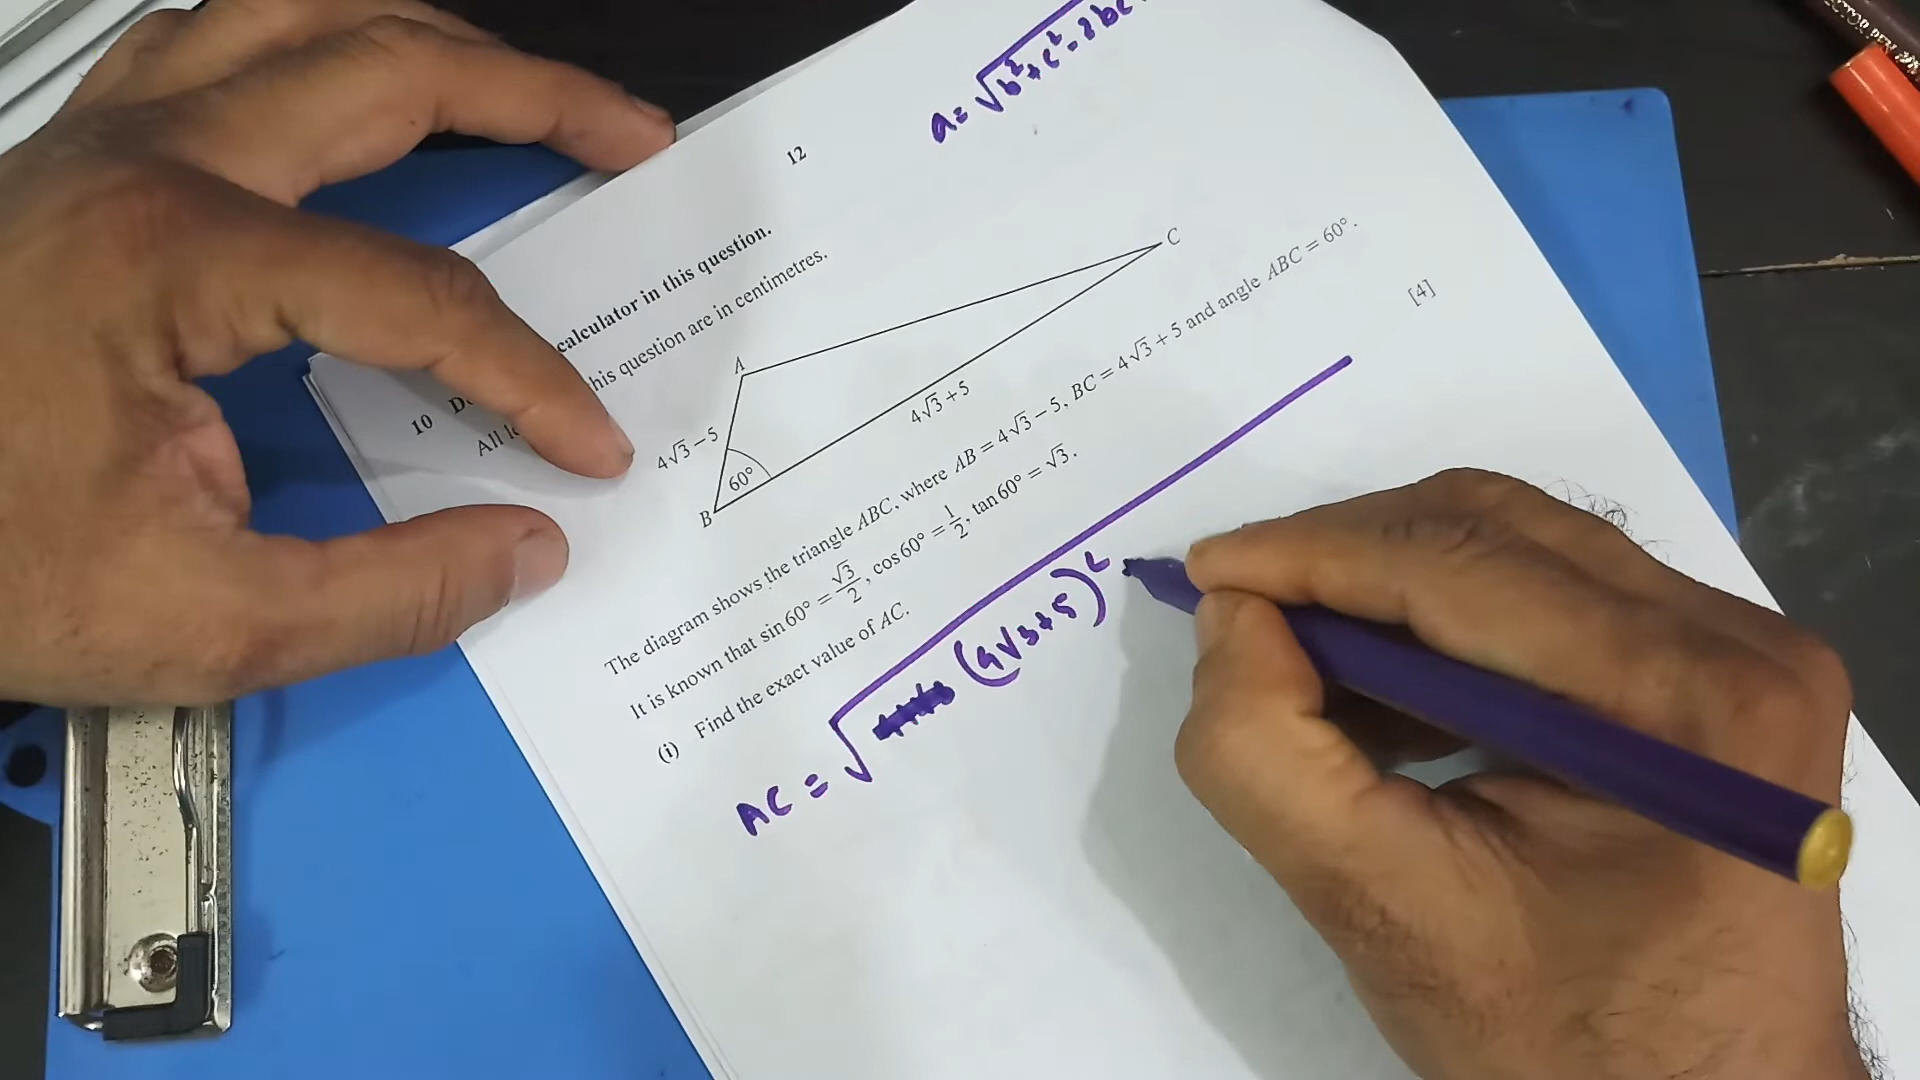 a = √b² + c² - 2bc
12
10 calculator in this question.
All his question are in centimetres.
A
C
B
4√3 − 5
60°
4√3 + 5
The diagram shows the triangle ABC, where AB = 4√3 − 5, BC = 4√3 + 5 and angle ABC = 60°.
It is known that sin 60° = √3/2, cos 60° = 1/2, tan 60° = √3.
(i) Find the exact value of AC. [4]
AC = √ (4√3 + 5)²